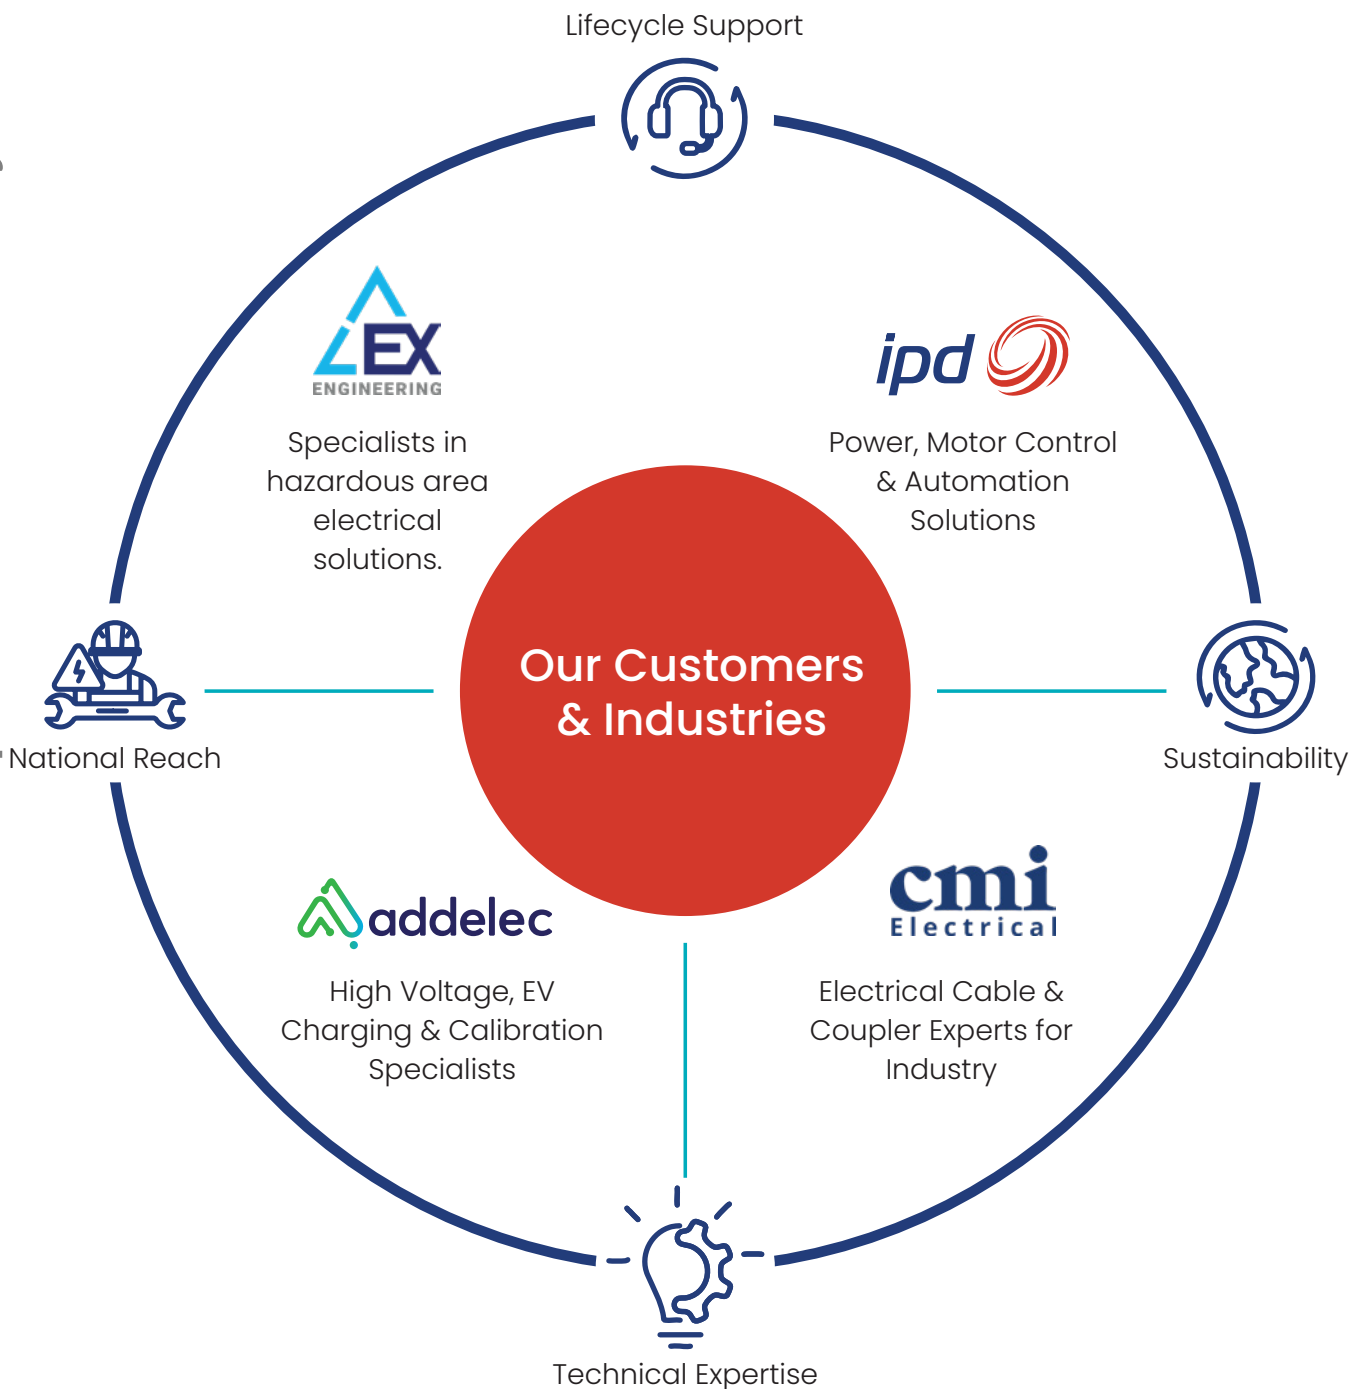 Lifecycle Support
EX
ENGINEERING
Specialists in
hazardous area
electrical
solutions.
ipd
Power, Motor Control
& Automation
Solutions
Our Customers
& Industries
National Reach
Sustainability
addelec
High Voltage, EV
Charging & Calibration
Specialists
cmi
Electrical
Electrical Cable &
Coupler Experts for
Industry
Technical Expertise